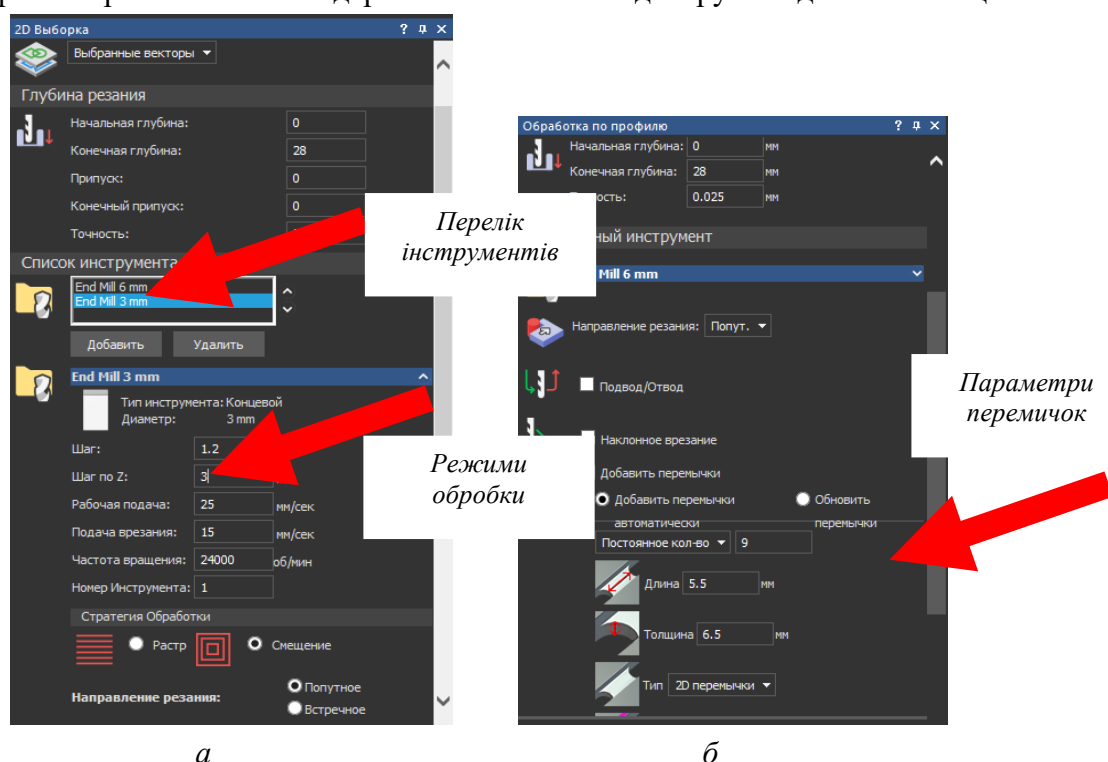 2D Выборка
Выбранные векторы
Глубина резания
Начальная глубина: 0
Конечная глубина: 28
Припуск: 0
Конечный припуск: 0
Точность:
Список инструмента
End Mill 6 mm
End Mill 3 mm
Добавить Удалить
End Mill 3 mm
Тип инструмента: Концевой
Диаметр: 3 mm
Шаг: 1.2
Шаг по Z: 3
Рабочая подача: 25 мм/сек
Подача врезания: 15 мм/сек
Частота вращения: 24000 об/мин
Номер Инструмента: 1
Стратегия Обработки
Растр Смещение
Направление резания: Попутное
Встречное
Перелік
інструментів
Режими
обробки
а
Обработка по профилю
Начальная глубина: 0 мм
Конечная глубина: 28 мм
0.025 мм
инструмент
Mill 6 mm
Направление резания: Попут.
Подвод/Отвод
Наклонное врезание
Добавить перемычки
Добавить перемычки Обновить
автоматически перемычки
Постоянное кол-во 9
Длина 5.5 мм
Толщина 6.5 мм
Тип 2D перемычки
Параметри
перемичок
б